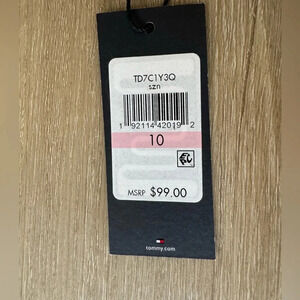 TD7C1Y3Q
szn
1 92114 42019 2
10
MSRP $99.00
tommy.com